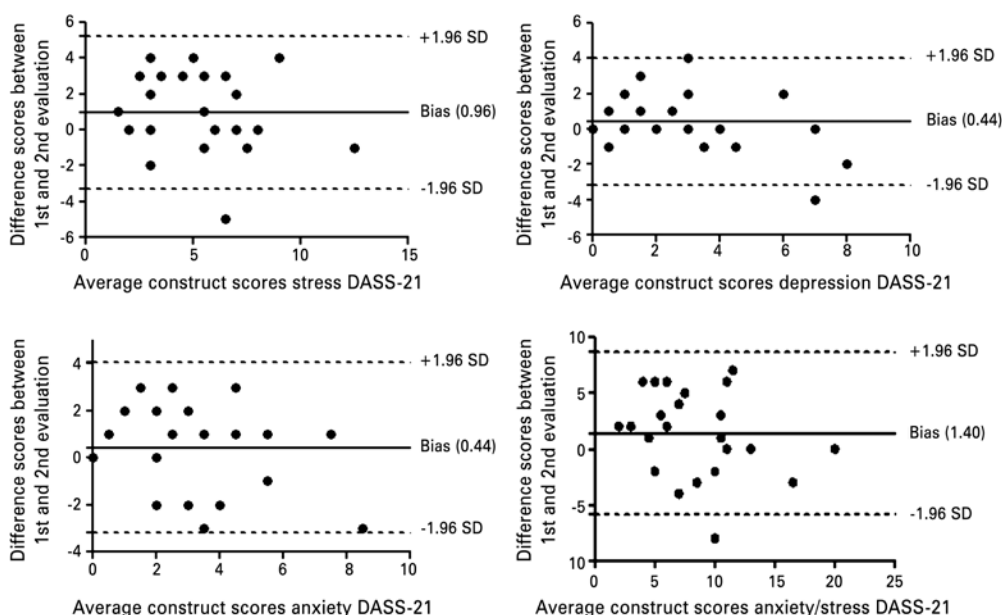 Difference scores between
1st and 2nd evaluation
6
4
2
0
-2
-4
-6
0
5
10
15
+1.96 SD
Bias (0.96)
-1.96 SD
Average construct scores stress DASS-21
Difference scores between
1st and 2nd evaluation
6
4
2
0
-2
-4
-6
0
2
4
6
8
10
+1.96 SD
Bias (0.44)
-1.96 SD
Average construct scores depression DASS-21
Difference scores between
1st and 2nd evaluation
4
2
0
-2
-4
0
2
4
6
8
10
+1.96 SD
Bias (0.44)
-1.96 SD
Average construct scores anxiety DASS-21
Difference scores between
1st and 2nd evaluation
10
5
0
-5
10
0
5
10
15
20
25
+1.96 SD
Bias (1.40)
-1.96 SD
Average construct scores anxiety/stress DASS-21